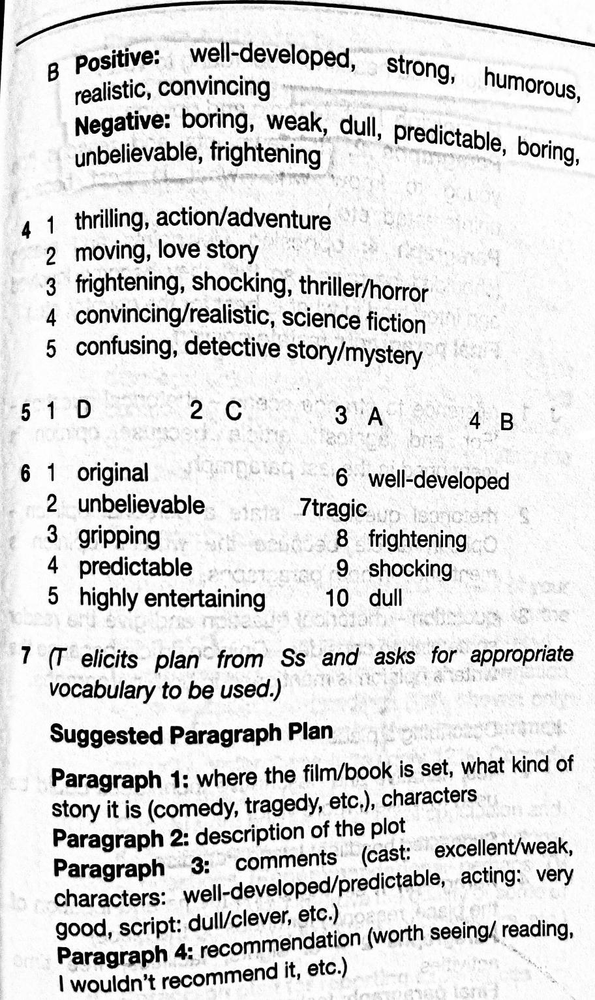 B Positive: well-developed, strong, humorous,
realistic, convincing
Negative: boring, weak, dull, predictable, boring,
unbelievable, frightening
4 1 thrilling, action/adventure
2 moving, love story
3 frightening, shocking, thriller/horror
4 convincing/realistic, science fiction
5 confusing, detective story/mystery
5 1 D 2 C 3 A 4 B
6 1 original 6 well-developed
2 unbelievable 7tragic
3 gripping 8 frightening
4 predictable 9 shocking
5 highly entertaining 10 dull
7 (T elicits plan from Ss and asks for appropriate
vocabulary to be used.)
Suggested Paragraph Plan
Paragraph 1: where the film/book is set, what kind of
story it is (comedy, tragedy, etc.), characters
Paragraph 2: description of the plot
Paragraph 3: comments (cast: excellent/weak,
characters: well-developed/predictable, acting: very
good, script: dull/clever, etc.)
Paragraph 4: recommendation (worth seeing/ reading,
I wouldn't recommend it, etc.)